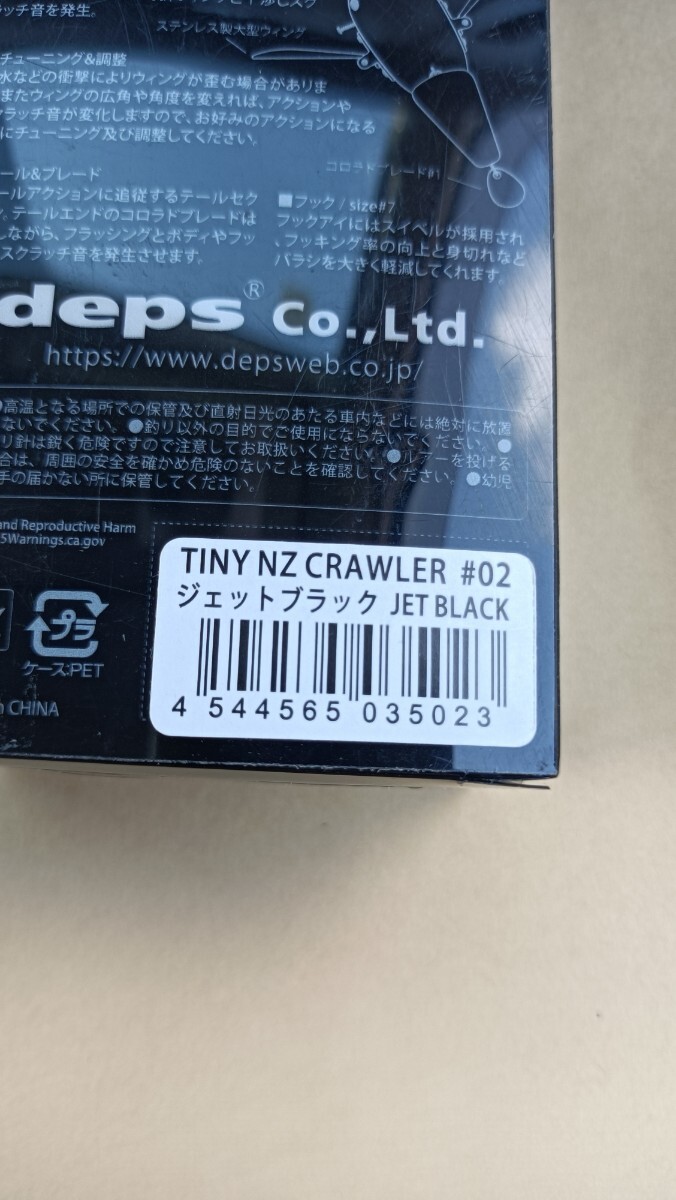 ラッチ音を発生。
ステンレス製大型ウィング
チューニング&調整
水などの衝撃によりウィングが歪む場合がありま
またウィングの広角や角度を変えれば、アクションや
クラッチ音が変化しますので、お好みのアクションになる
にチューニング及び調整してください。
コロラドブレード#1
ール&ブレード
ールアクションに追従するテールセク
。テールエンドのコロラドブレードは
しながら、フラッシングとボディやフッ
スクラッチ音を発生させます。
■フック / size#7
フックアイにはスイベルが採用され
、フッキング率の向上と身切れなど
バラシを大きく軽減してくれます。
deps® Co.,Ltd.
https://www.depsweb.co.jp/
●高温となる場所での保管及び直射日光のあたる車内などには絶対に放置
ないでください。●釣り以外の目的でご使用にならないでください。●
リ針は鋭く危険ですので注意してお取扱いください。●ルアーを投げる
合は、周囲の安全を確かめ危険のないことを確認してください。●幼児
手の届かない所に保管してください。
and Reproductive Harm
5Warnings.ca.gov
TINY NZ CRAWLER #02
ジェットブラック JET BLACK
4 544565 035023
プラ
ケース:PET
CHINA